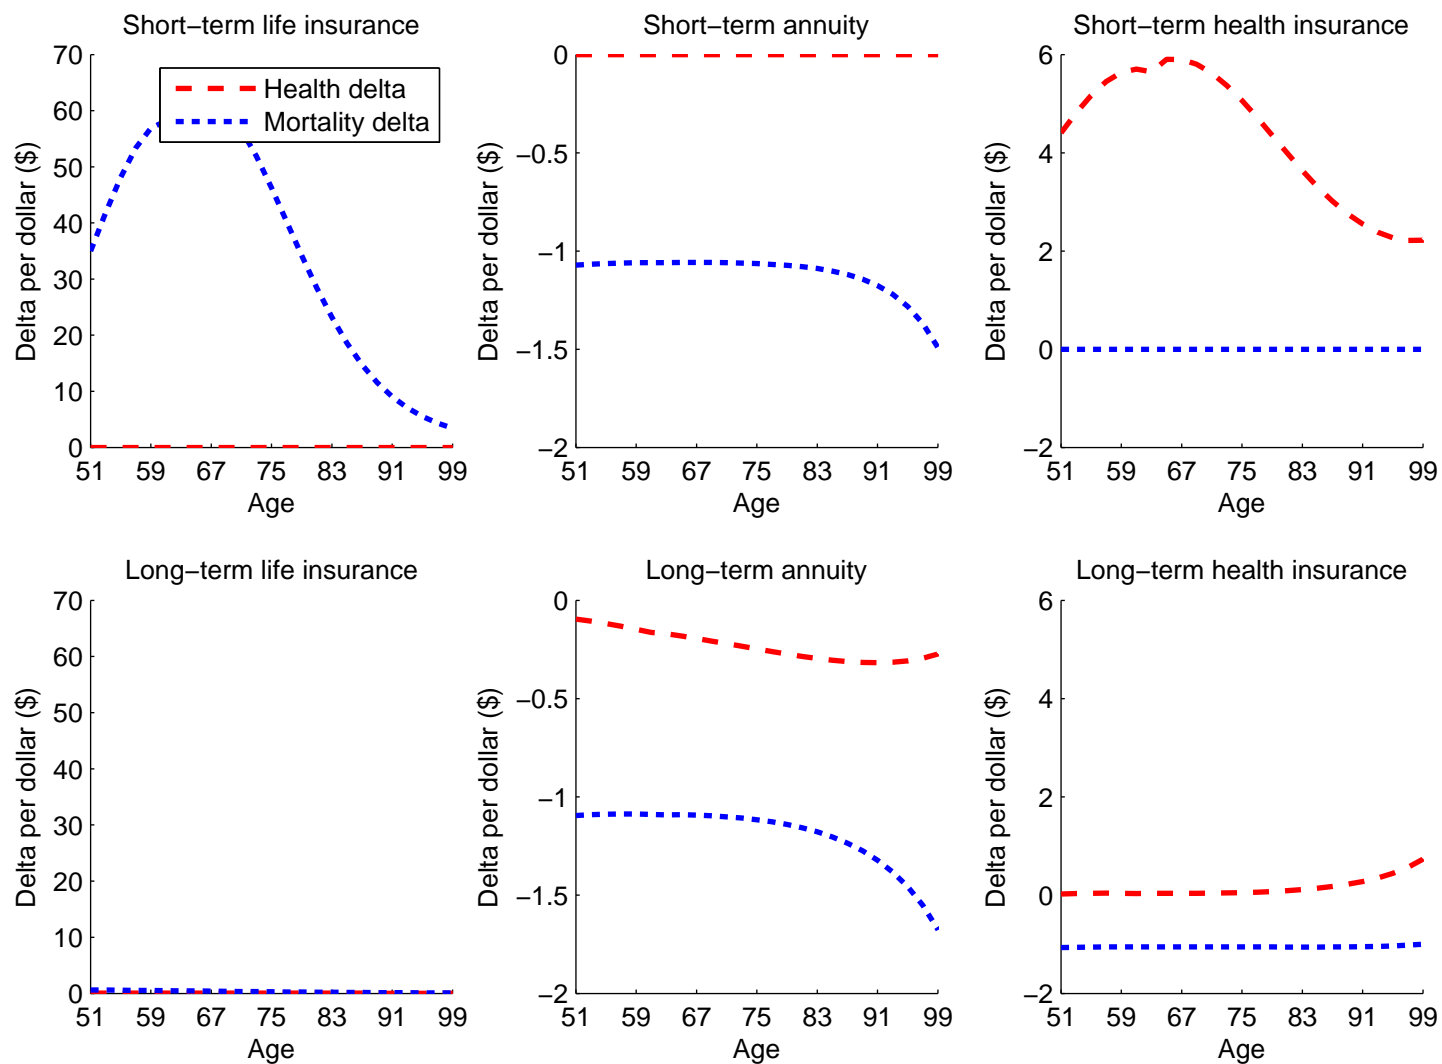 Short−term life insurance
Short−term annuity
Short−term health insurance
70
60
50
40
30
20
10
0
Delta per dollar ($)
Health delta
Mortality delta
51 59 67 75 83 91 99
Age
0
−0.5
−1
−1.5
−2
Delta per dollar ($)
51 59 67 75 83 91 99
Age
6
4
2
0
−2
Delta per dollar ($)
51 59 67 75 83 91 99
Age
Long−term life insurance
Long−term annuity
Long−term health insurance
70
60
50
40
30
20
10
0
Delta per dollar ($)
51 59 67 75 83 91 99
Age
0
−0.5
−1
−1.5
−2
Delta per dollar ($)
51 59 67 75 83 91 99
Age
6
4
2
0
−2
Delta per dollar ($)
51 59 67 75 83 91 99
Age